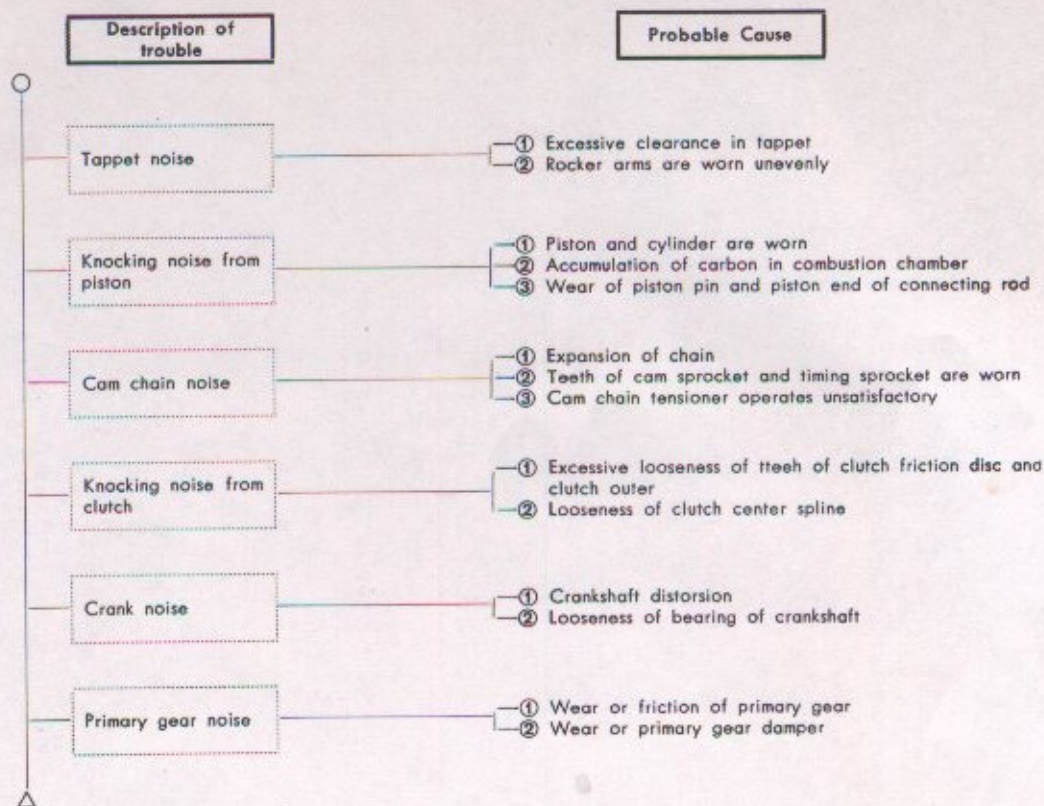 Description of
trouble
Probable Cause
Tappet noise
① Excessive clearance in tappet
② Rocker arms are worn unevenly
Knocking noise from
piston
① Piston and cylinder are worn
② Accumulation of carbon in combustion chamber
③ Wear of piston pin and piston end of connecting rod
Cam chain noise
① Expansion of chain
② Teeth of cam sprocket and timing sprocket are worn
③ Cam chain tensioner operates unsatisfactory
Knocking noise from
clutch
① Excessive looseness of tteeh of clutch friction disc and
clutch outer
② Looseness of clutch center spline
Crank noise
① Crankshaft distorsion
② Looseness of bearing of crankshaft
Primary gear noise
① Wear or friction of primary gear
② Wear or primary gear damper